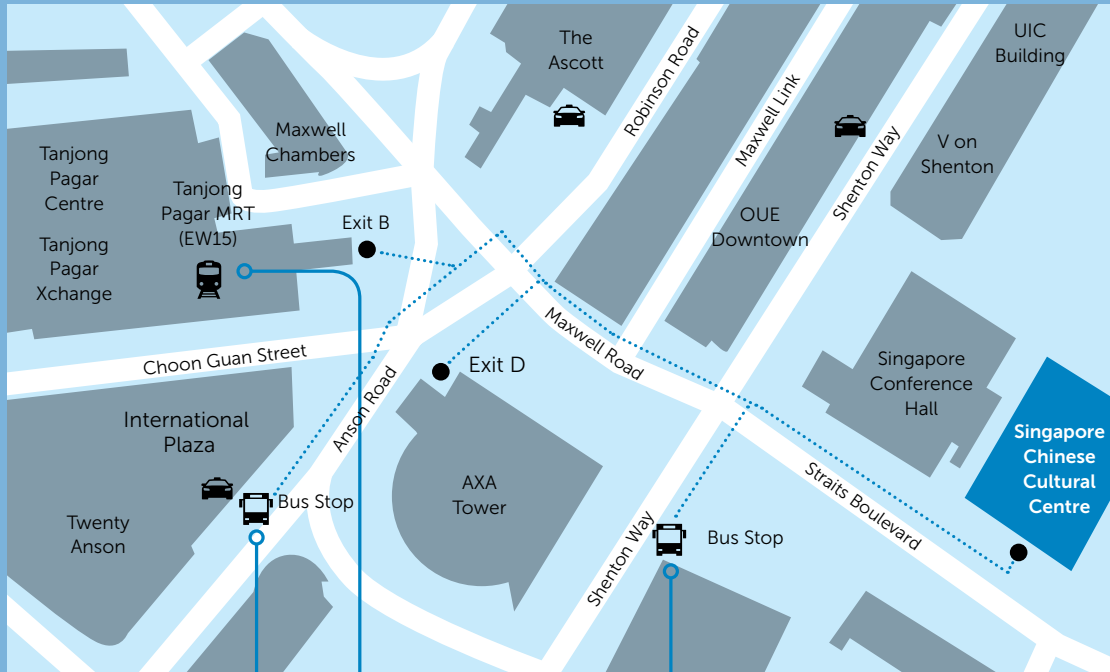 UIC
Building
The
Ascott
Robinson Road
Maxwell Link
Shenton Way
Maxwell
Chambers
V on
Shenton
Tanjong
Pagar
Centre
Tanjong
Pagar MRT
(EW15)
Exit B
OUE
Downtown
Tanjong
Pagar
Xchange
Maxwell Road
Choon Guan Street
Exit D
Singapore
Conference
Hall
Anson Road
International
Plaza
Singapore
Chinese
Cultural
Centre
Straits Boulevard
AXA
Tower
Bus Stop
Twenty
Anson
Shenton Way
Bus Stop